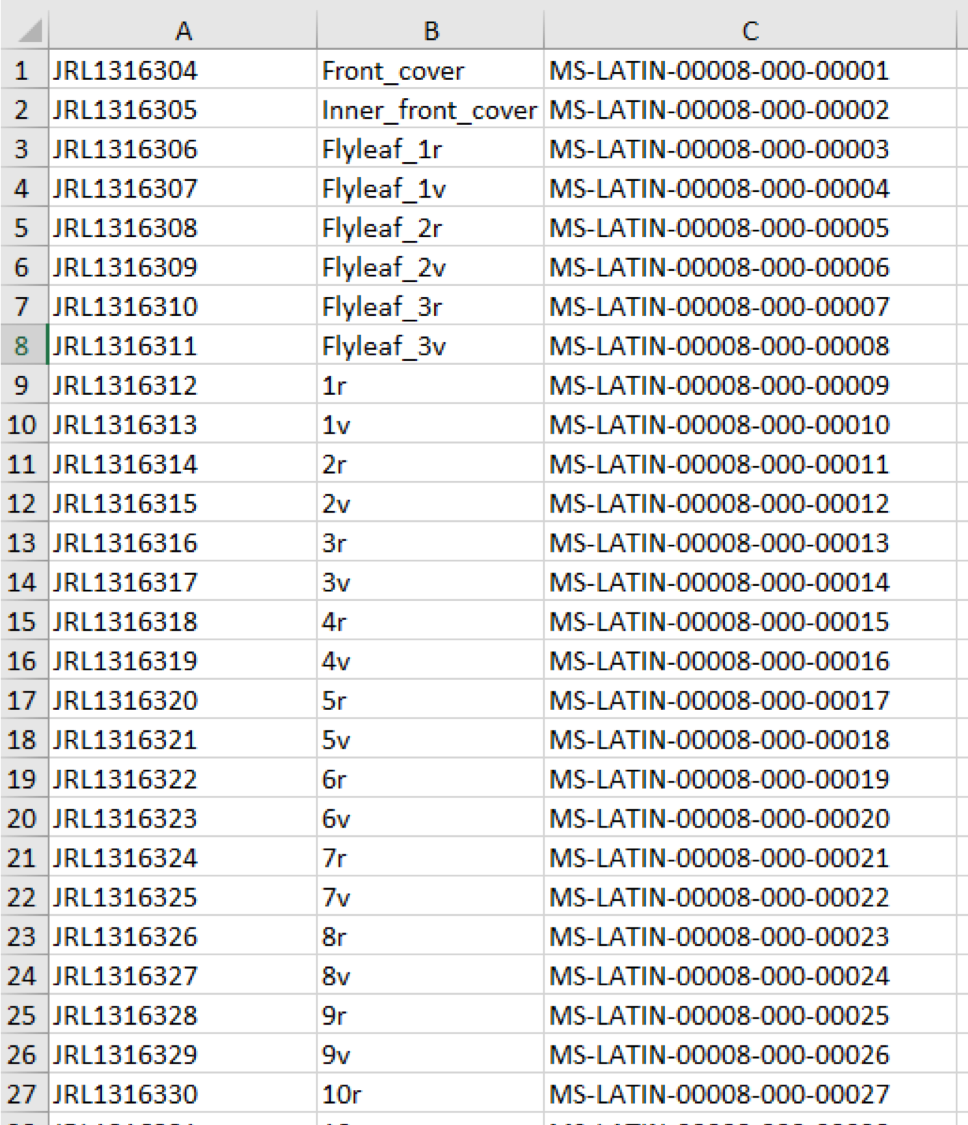 A B C
1 JRL1316304 Front_cover MS-LATIN-00008-000-00001
2 JRL1316305 Inner_front_cover MS-LATIN-00008-000-00002
3 JRL1316306 Flyleaf_1r MS-LATIN-00008-000-00003
4 JRL1316307 Flyleaf_1v MS-LATIN-00008-000-00004
5 JRL1316308 Flyleaf_2r MS-LATIN-00008-000-00005
6 JRL1316309 Flyleaf_2v MS-LATIN-00008-000-00006
7 JRL1316310 Flyleaf_3r MS-LATIN-00008-000-00007
8 JRL1316311 Flyleaf_3v MS-LATIN-00008-000-00008
9 JRL1316312 1r MS-LATIN-00008-000-00009
10 JRL1316313 1v MS-LATIN-00008-000-00010
11 JRL1316314 2r MS-LATIN-00008-000-00011
12 JRL1316315 2v MS-LATIN-00008-000-00012
13 JRL1316316 3r MS-LATIN-00008-000-00013
14 JRL1316317 3v MS-LATIN-00008-000-00014
15 JRL1316318 4r MS-LATIN-00008-000-00015
16 JRL1316319 4v MS-LATIN-00008-000-00016
17 JRL1316320 5r MS-LATIN-00008-000-00017
18 JRL1316321 5v MS-LATIN-00008-000-00018
19 JRL1316322 6r MS-LATIN-00008-000-00019
20 JRL1316323 6v MS-LATIN-00008-000-00020
21 JRL1316324 7r MS-LATIN-00008-000-00021
22 JRL1316325 7v MS-LATIN-00008-000-00022
23 JRL1316326 8r MS-LATIN-00008-000-00023
24 JRL1316327 8v MS-LATIN-00008-000-00024
25 JRL1316328 9r MS-LATIN-00008-000-00025
26 JRL1316329 9v MS-LATIN-00008-000-00026
27 JRL1316330 10r MS-LATIN-00008-000-00027